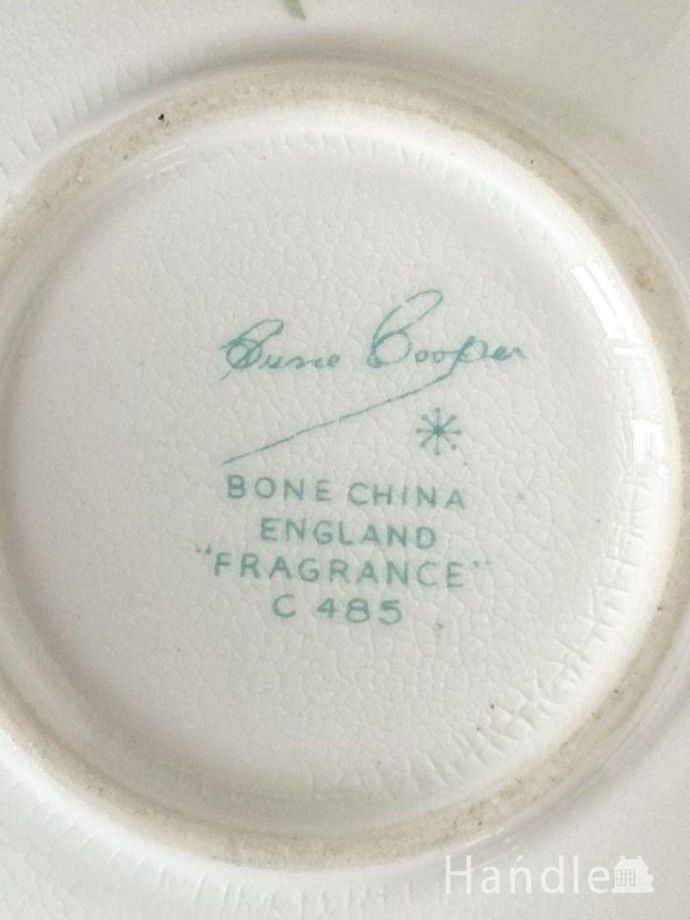 Susie Cooper
BONE CHINA
ENGLAND
"FRAGRANCE"
C 485
Handle